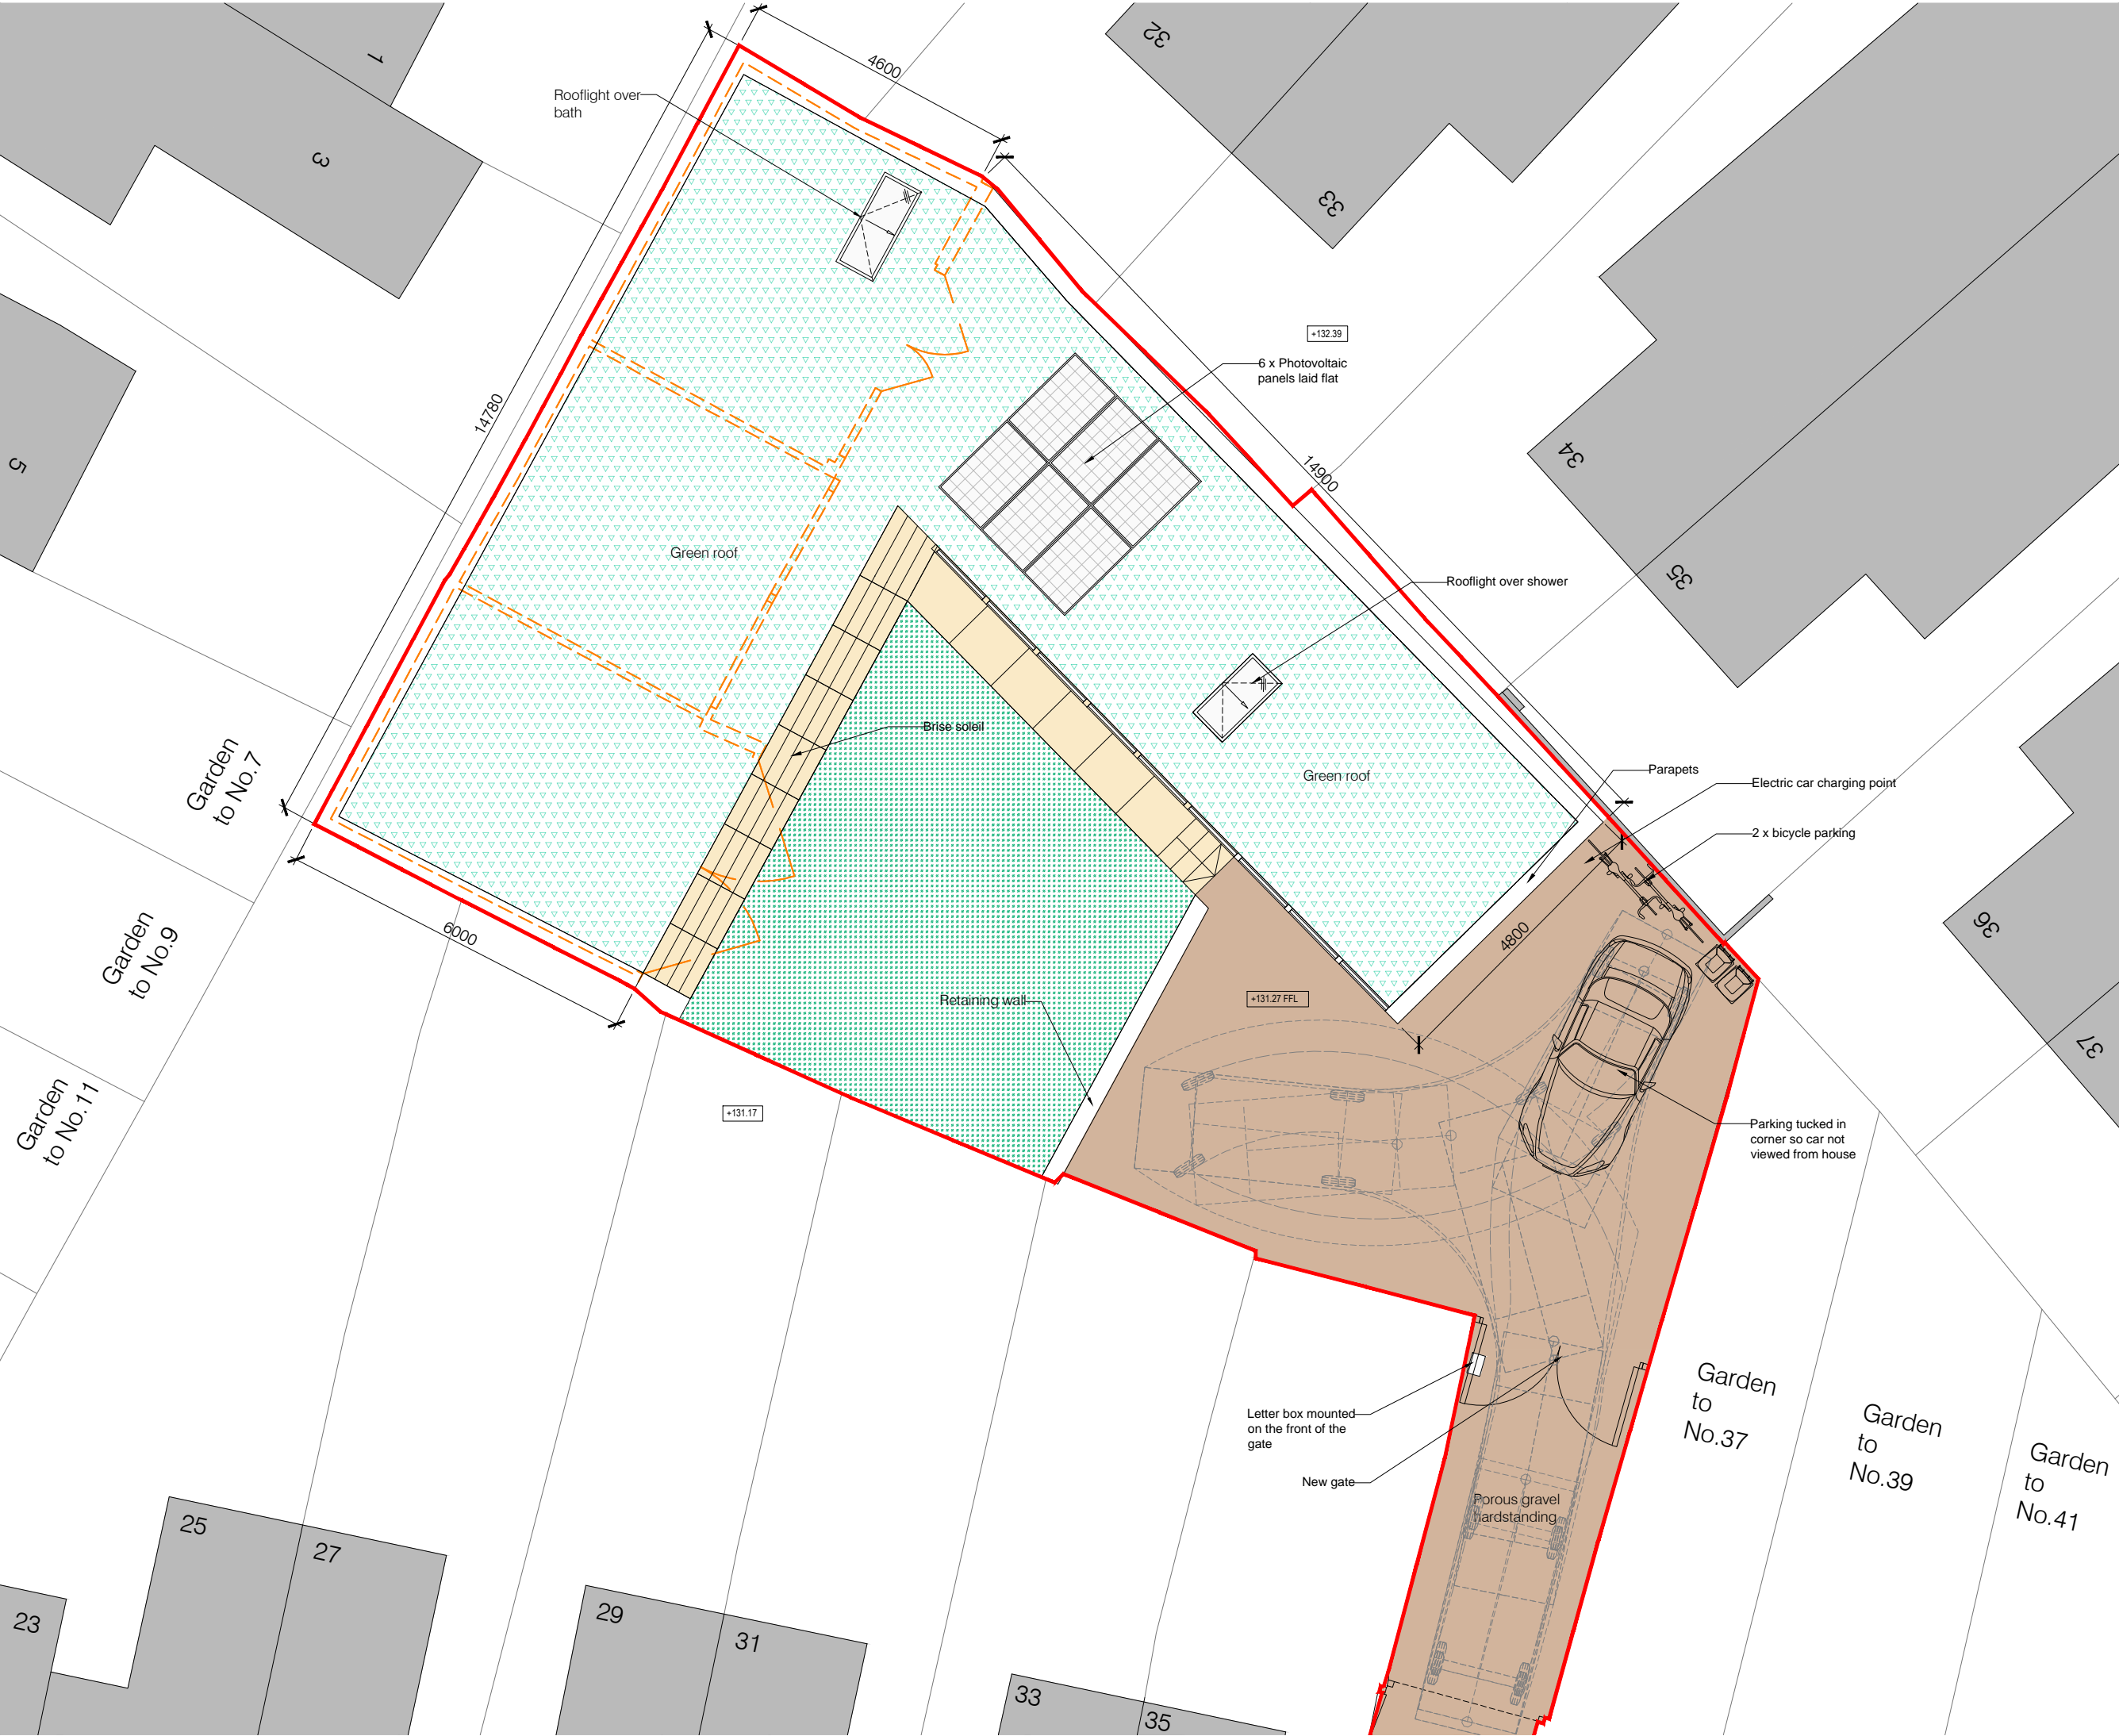 1
3
5
32
33
34
35
36
37
4600
14780
14900
6000
4800
Rooflight over
bath
+132.39
6 x Photovoltaic
panels laid flat
Rooflight over shower
Green roof
Brise soleil
Green roof
Parapets
Electric car charging point
2 x bicycle parking
Garden
to No.7
Garden
to No.9
Garden
to No.11
Retaining wall
+131.27 FFL
+131.17
Parking tucked in
corner so car not
viewed from house
Letter box mounted
on the front of the
gate
New gate
Porous gravel
hardstanding
Garden
to
No.37
Garden
to
No.39
Garden
to
No.41
23
25
27
29
31
33
35